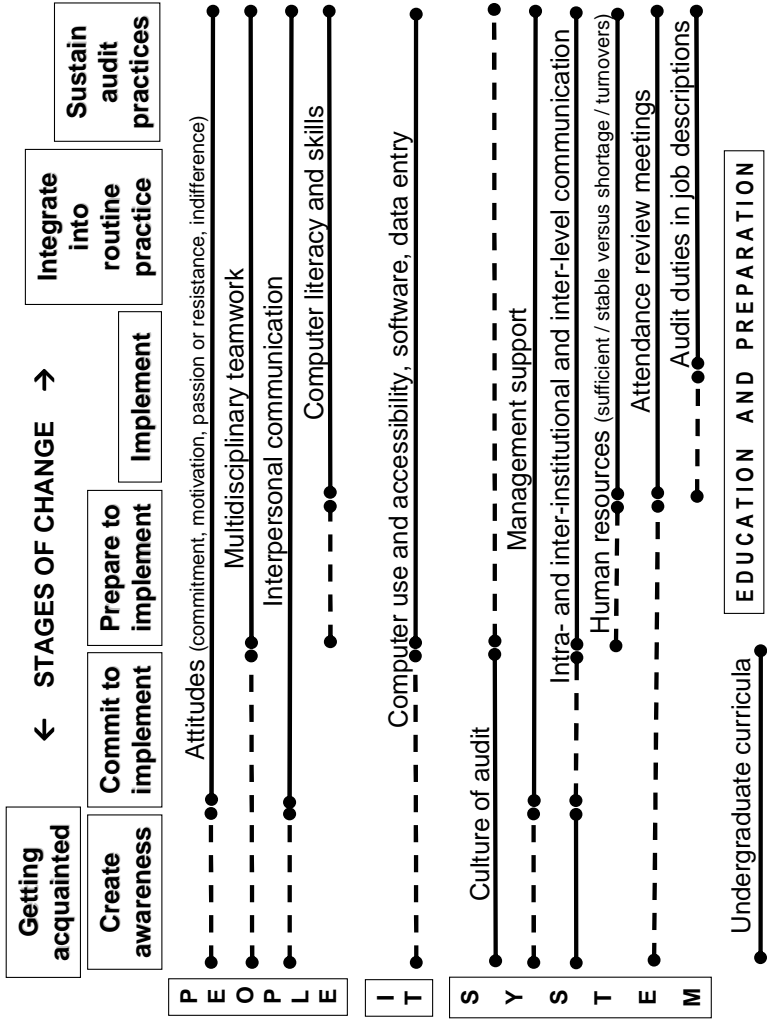 ← STAGES OF CHANGE →
Getting
acquainted
Create
awareness
Commit to
implement
Prepare to
implement
Implement
Integrate
into
routine
practice
Sustain
audit
practices
PEOPLE
Attitudes (commitment, motivation, passion or resistance, indifference)
Multidisciplinary teamwork
Interpersonal communication
Computer literacy and skills
IT
Computer use and accessibility, software, data entry
SYSTEM
Culture of audit
Management support
Intra- and inter-institutional and inter-level communication
Human resources (sufficient / stable versus shortage / turnovers)
Attendance review meetings
Audit duties in job descriptions
Undergraduate curricula
EDUCATION AND PREPARATION